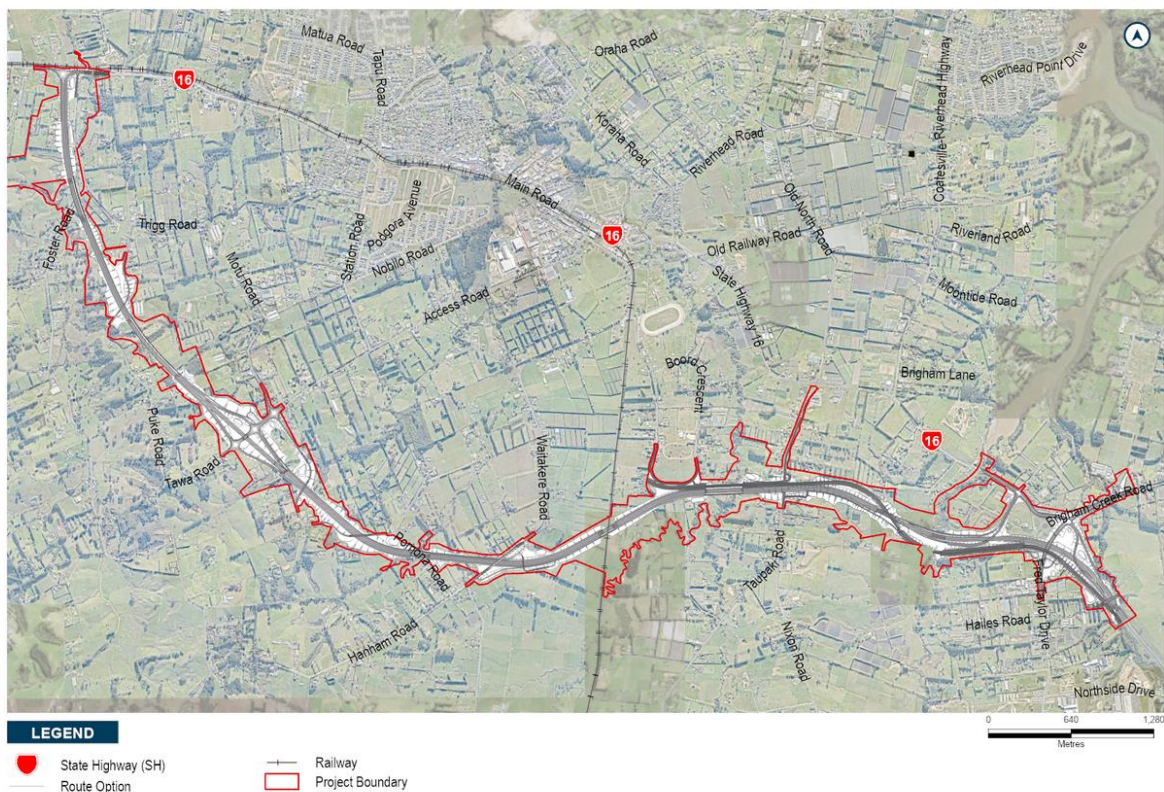 Matua Road
Tapu Road
Oraha Road
Riverhead Point Drive
Coatesville-Riverhead Highway
16
Koraha Road
Riverhead Road
Main Road
Old North Road
Podgora Avenue
Station Road
Trigg Road
Foster Road
Riverland Road
16
Old Railway Road
Nobilo Road
Motu Road
State Highway 16
Access Road
Moontide Road
Boord Crescent
Brigham Lane
Puke Road
16
Tawa Road
Waitakere Road
Brigham Creek Road
Pomona Road
Taupaki Road
Fred Taylor Drive
Hailes Road
Hanham Road
Nixon Road
Northside Drive
LEGEND
State Highway (SH)
Route Option
Railway
Project Boundary
0 640 1,280
Metres